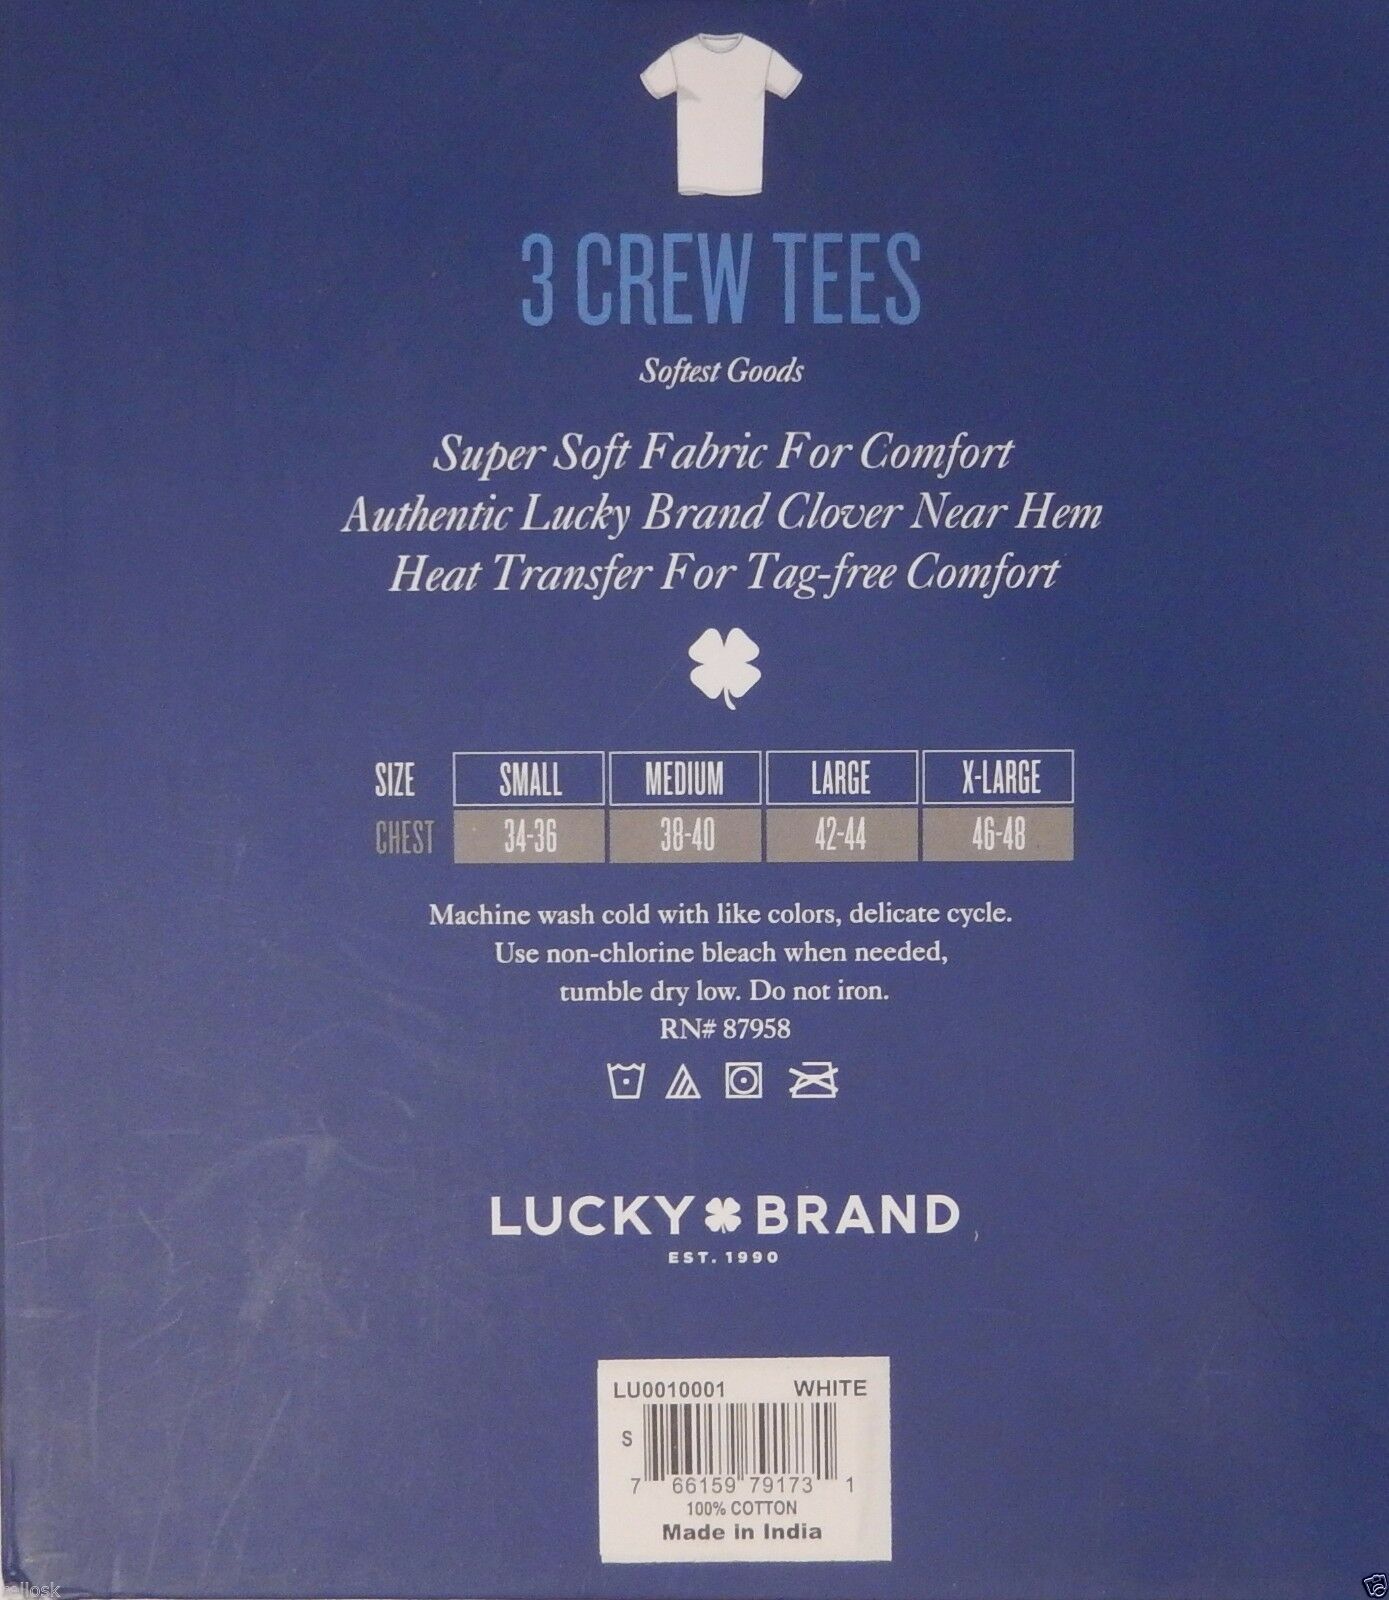 3 CREW TEES
Softest Goods
Super Soft Fabric For Comfort
Authentic Lucky Brand Clover Near Hem
Heat Transfer For Tag-free Comfort
SIZE SMALL MEDIUM LARGE X-LARGE
CHEST 34-36 38-40 42-44 46-48
Machine wash cold with like colors, delicate cycle.
Use non-chlorine bleach when needed,
tumble dry low. Do not iron.
RN# 87958
LUCKY BRAND
EST. 1990
LU0010001 WHITE
S
7 66159 79173 1
100% COTTON
Made in India
rellosk